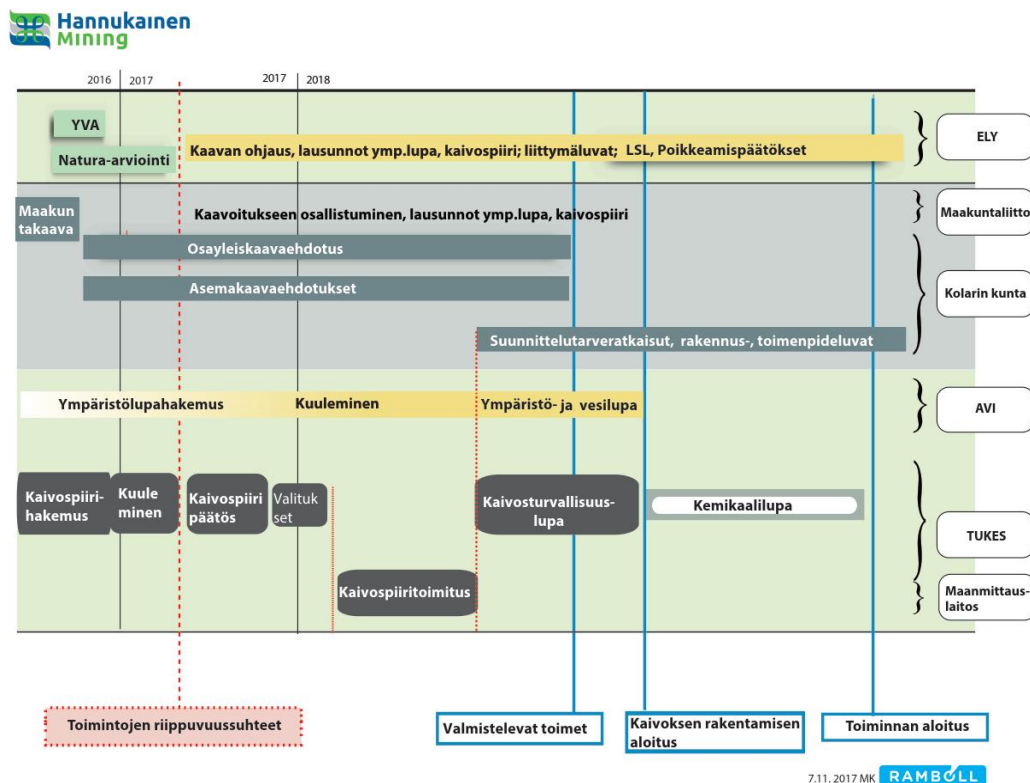 Hannukainen
Mining
2016 2017
2017 2018
YVA
Natura-arviointi
Kaavan ohjaus, lausunnot ymp.lupa, kaivospiiri; liittymäluvat; LSL, Poikkeamispäätökset
ELY
Maakun
takaava
Kaavoitukseen osallistuminen, lausunnot ymp.lupa, kaivospiiri
Maakuntaliitto
Osayleiskaavaehdotus
Asemakaavaehdotukset
Kolarin kunta
Suunnittelutarveratkaisut, rakennus-, toimenpideluvat
Ympäristölupahakemus
Kuuleminen
Ympäristö- ja vesilupa
AVI
Kaivospiiri-
hakemus
Kuule
minen
Kaivospiiri
päätös
Valituk
set
Kaivosturvallisuus-
lupa
Kemikaalilupa
TUKES
Kaivospiiritoimitus
Maanmittaus-
laitos
Toimintojen riippuvuussuhteet
Valmistelevat toimet
Kaivoksen rakentamisen
aloitus
Toiminnan aloitus
7.11. 2017 MK RAMBOLL